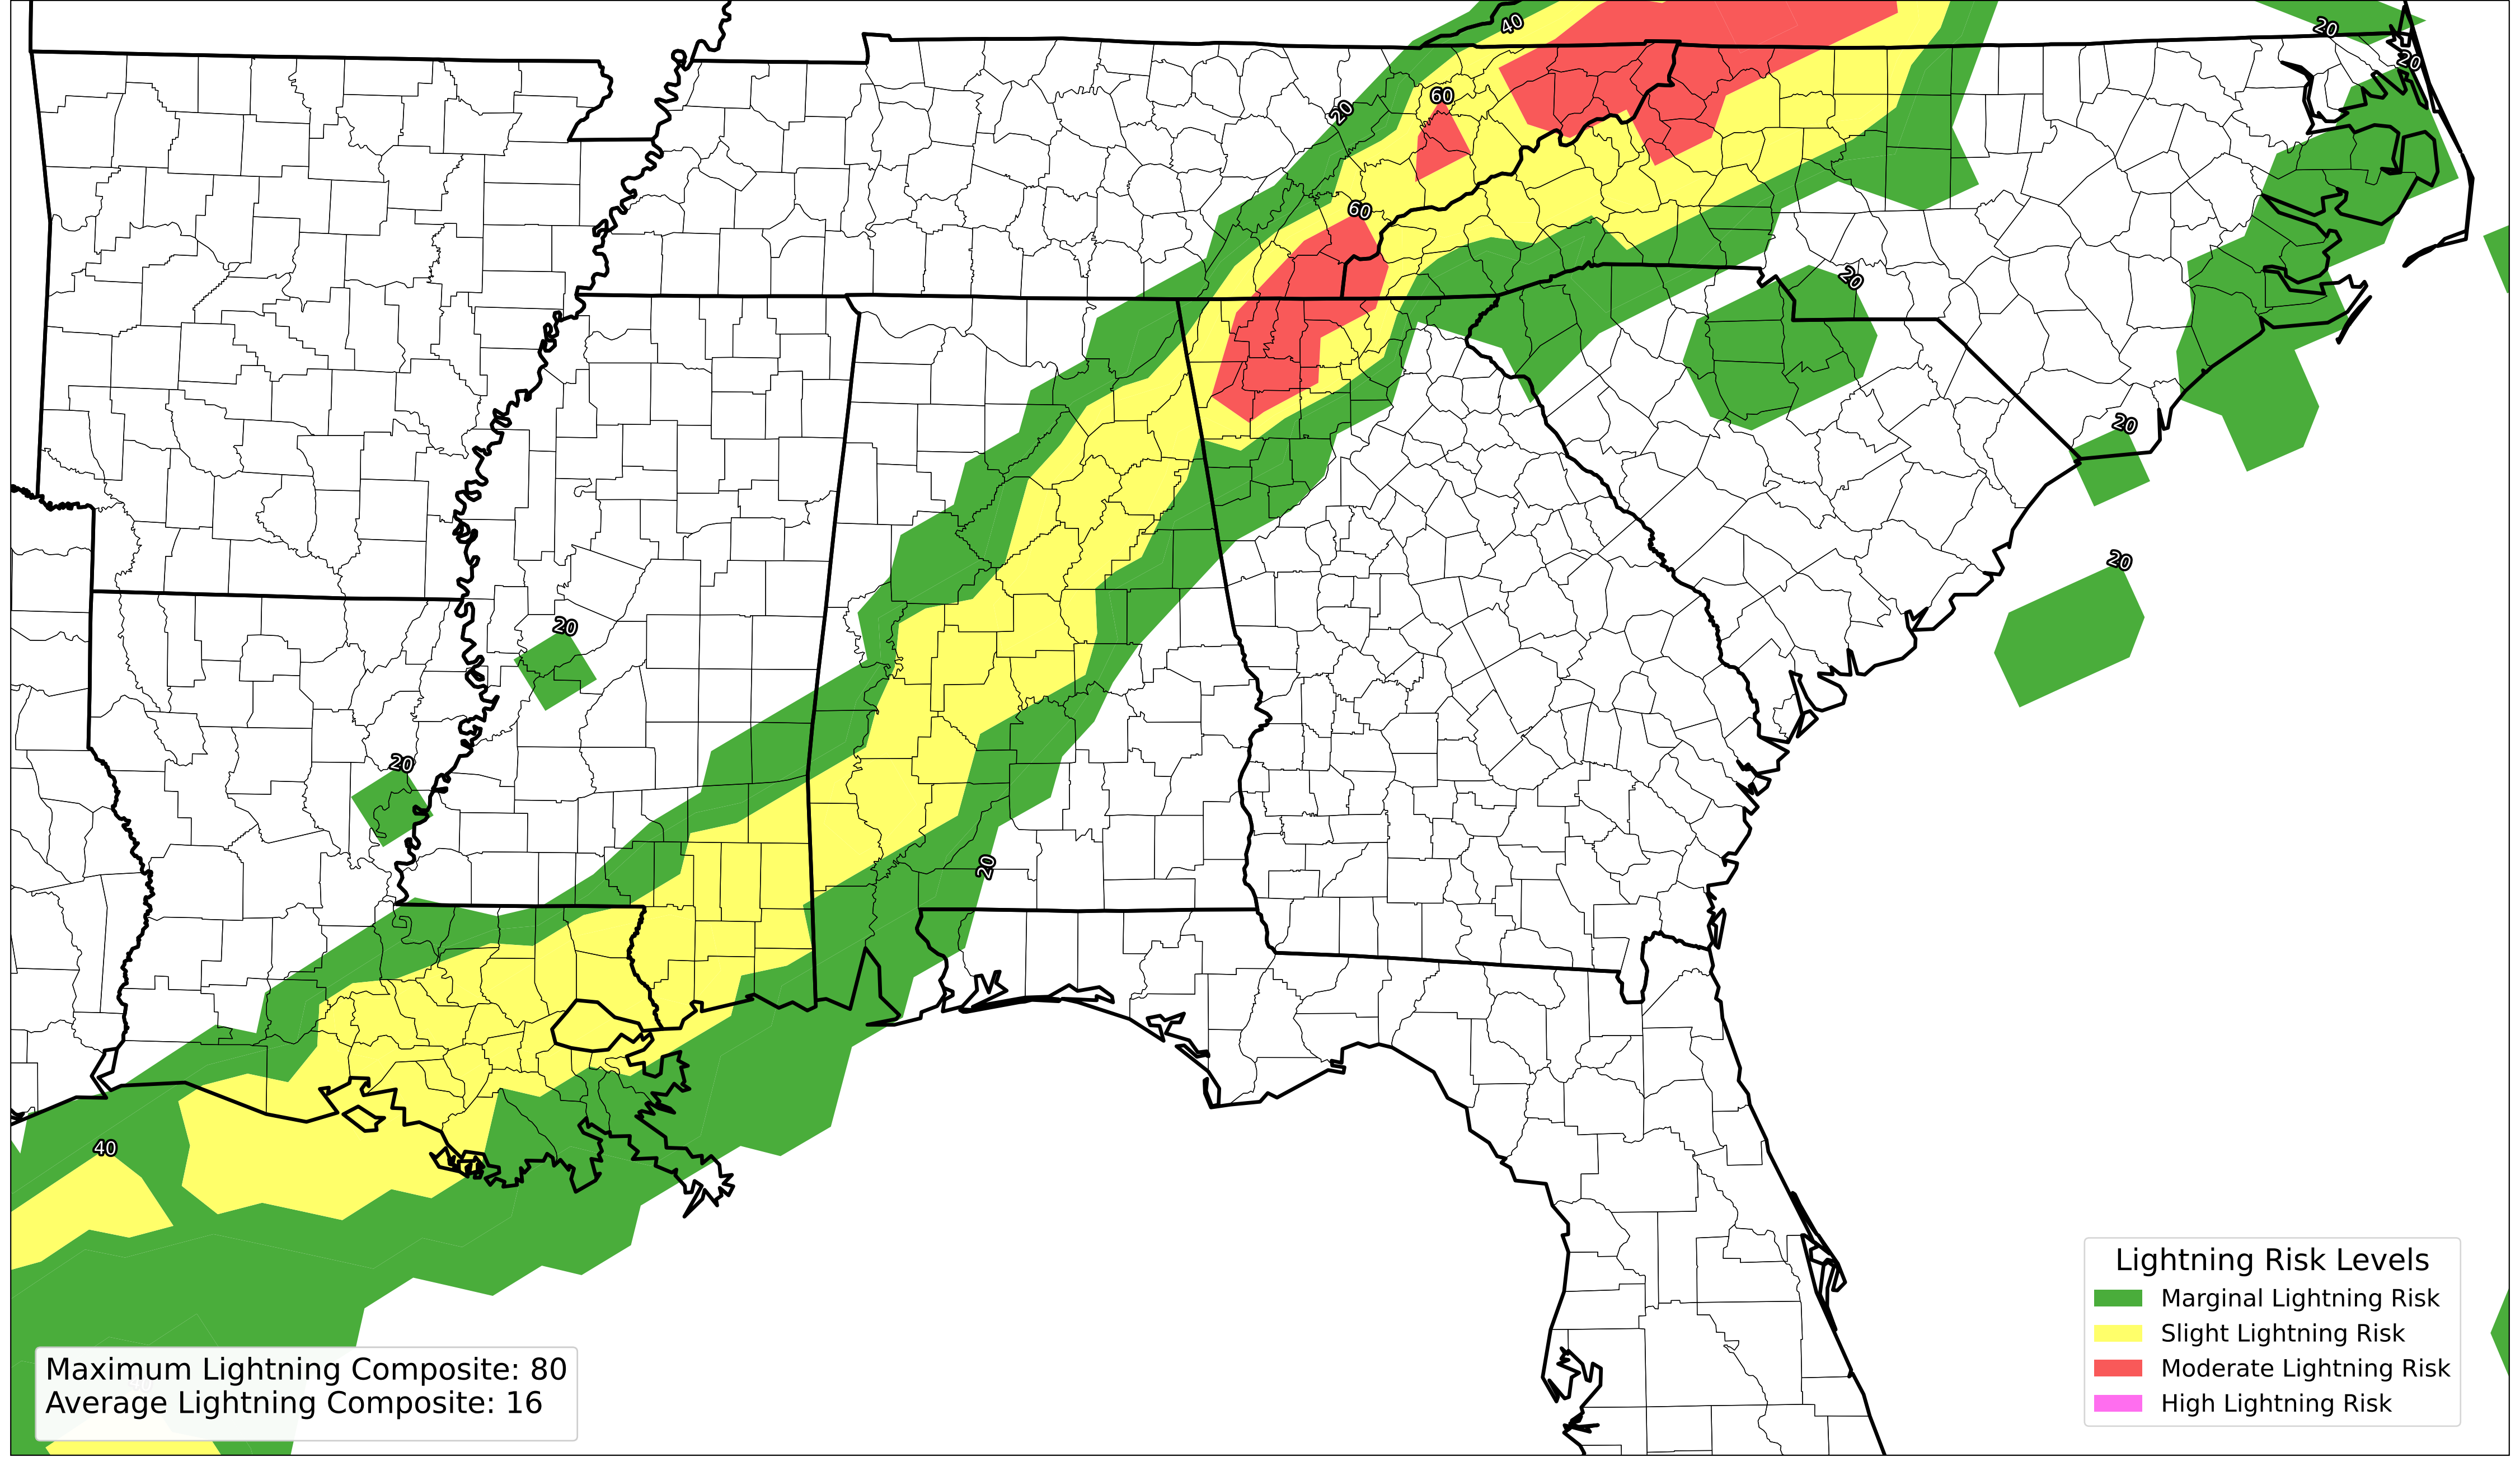 40
20
20
60
20
60
20
20
20
20
20
20
40
Maximum Lightning Composite: 80
Average Lightning Composite: 16
Lightning Risk Levels
Marginal Lightning Risk
Slight Lightning Risk
Moderate Lightning Risk
High Lightning Risk